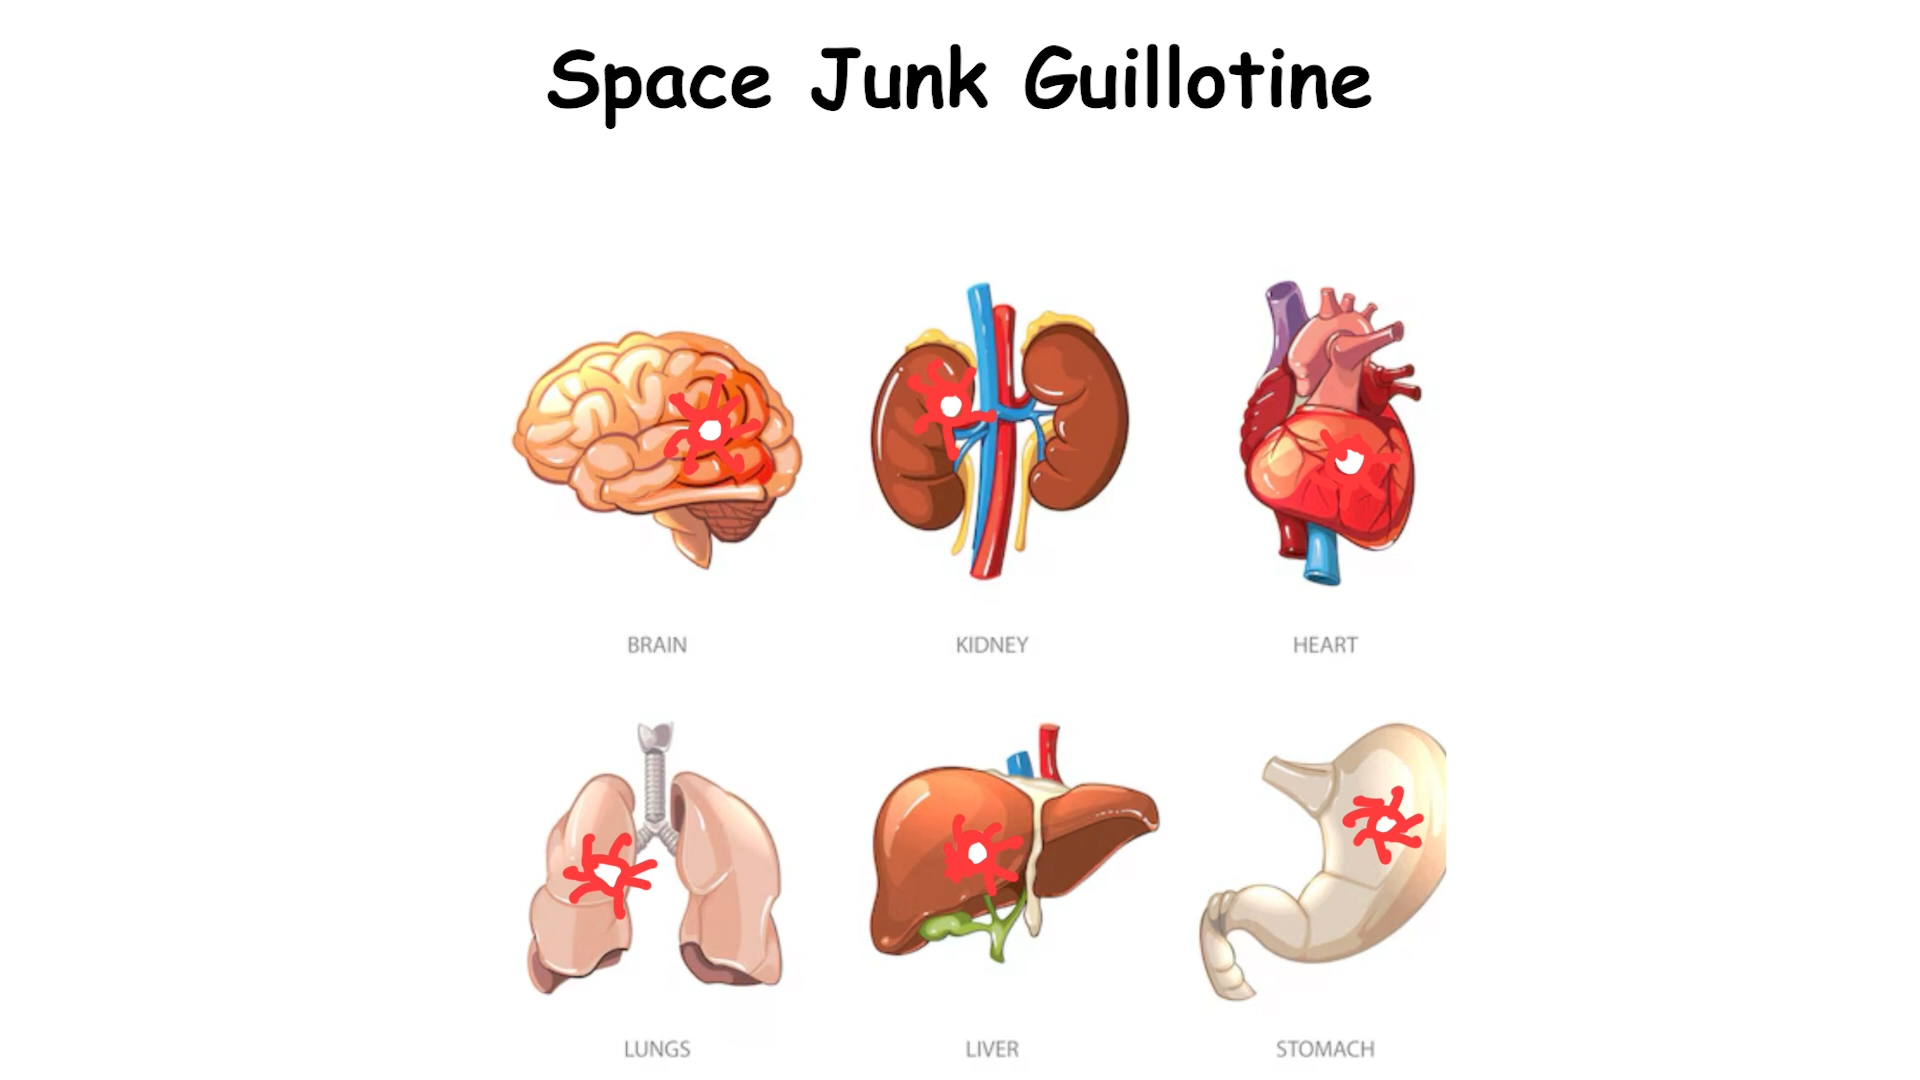 Space Junk Guillotine
BRAIN
KIDNEY
HEART
LUNGS
LIVER
STOMACH